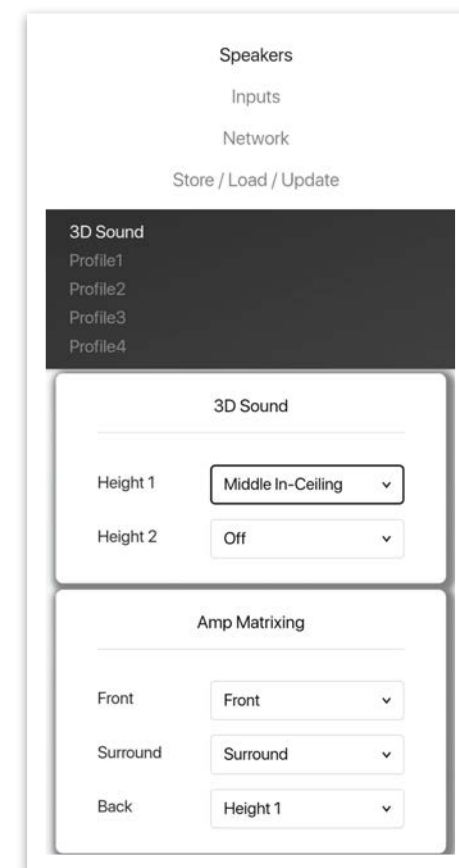 Speakers
Inputs
Network
Store / Load / Update
3D Sound
Profile1
Profile2
Profile3
Profile4
3D Sound
Height 1 Middle In-Ceiling
Height 2 Off
Amp Matrixing
Front Front
Surround Surround
Back Height 1